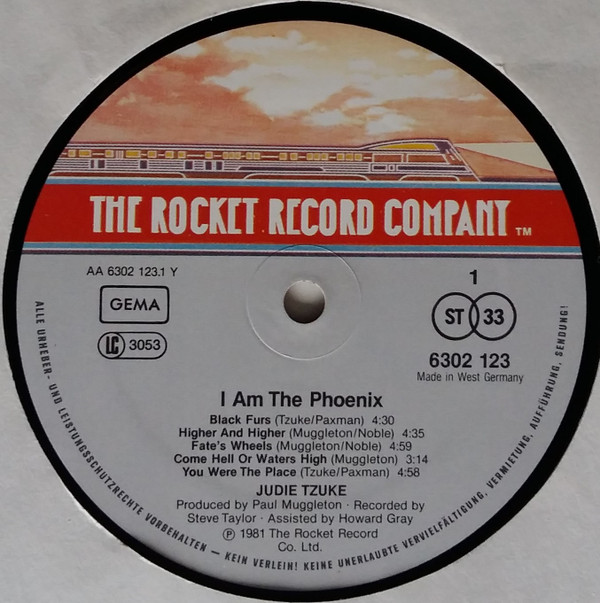 THE ROCKET RECORD COMPANY TM
AA 6302 123.1 Y
GEMA
LC 3053
1
ST 33
6302 123
Made in West Germany
I Am The Phoenix
Black Furs (Tzuke/Paxman) 4:30
Higher And Higher (Muggleton/Noble) 4:35
Fate's Wheels (Muggleton/Noble) 4:59
Come Hell Or Waters High (Muggleton) 3:14
You Were The Place (Tzuke/Paxman) 4:58
JUDIE TZUKE
Produced by Paul Muggleton · Recorded by
Steve Taylor · Assisted by Howard Gray
Ⓟ 1981 The Rocket Record
Co. Ltd.
ALLE URHEBER- UND LEISTUNGSSCHUTZRECHTE VORBEHALTEN — KEIN VERLEIH! KEINE UNERLAUBTE VERVIELFÄLTIGUNG, VERMIETUNG, AUFFÜHRUNG, SENDUNG!